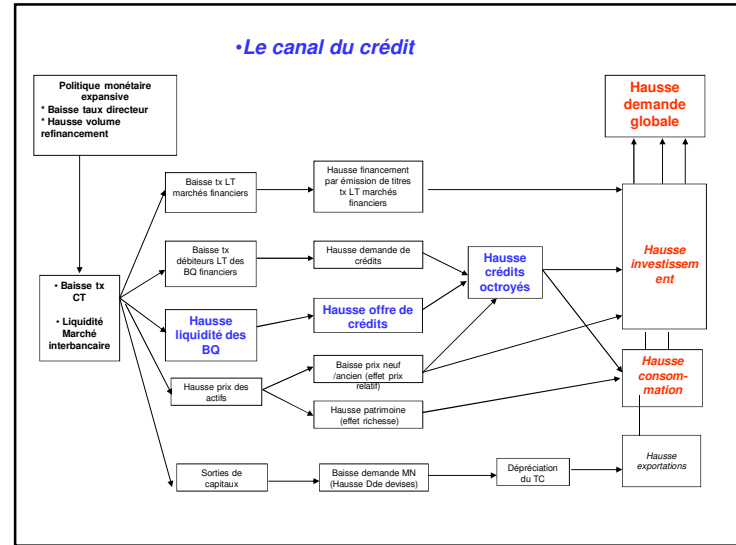 •Le canal du crédit
Politique monétaire
expansive
* Baisse taux directeur
* Hausse volume
refinancement
Hausse
demande
globale
Baisse tx LT
marchés financiers
Hausse financement
par émission de titres
tx LT marchés
financiers
Baisse tx
débiteurs LT des
BQ financiers
Hausse demande de
crédits
Hausse
crédits
octroyés
Hausse
investissem
ent
• Baisse tx
CT
• Liquidité
Marché
interbancaire
Hausse
liquidité des
BQ
Hausse offre de
crédits
Hausse prix des
actifs
Baisse prix neuf
/ancien (effet prix
relatif)
Hausse patrimoine
(effet richesse)
Hausse
consom-
mation
Sorties de
capitaux
Baisse demande MN
(Hausse Dde devises)
Dépréciation
du TC
Hausse
exportations